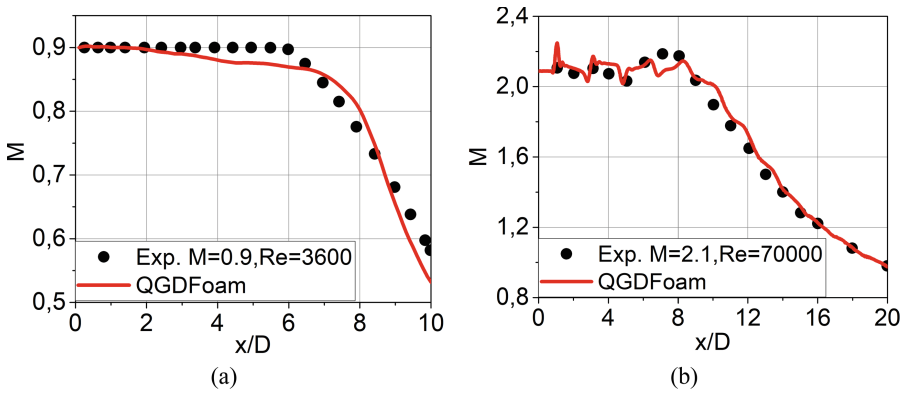 0,9
0,8
0,7
0,6
0,5
M
Exp. M=0.9,Re=3600
QGDFoam
0 2 4 6 8 10
x/D
(a)
2,4
2,0
1,6
1,2
0,8
M
Exp. M=2.1,Re=70000
QGDFoam
0 4 8 12 16 20
x/D
(b)